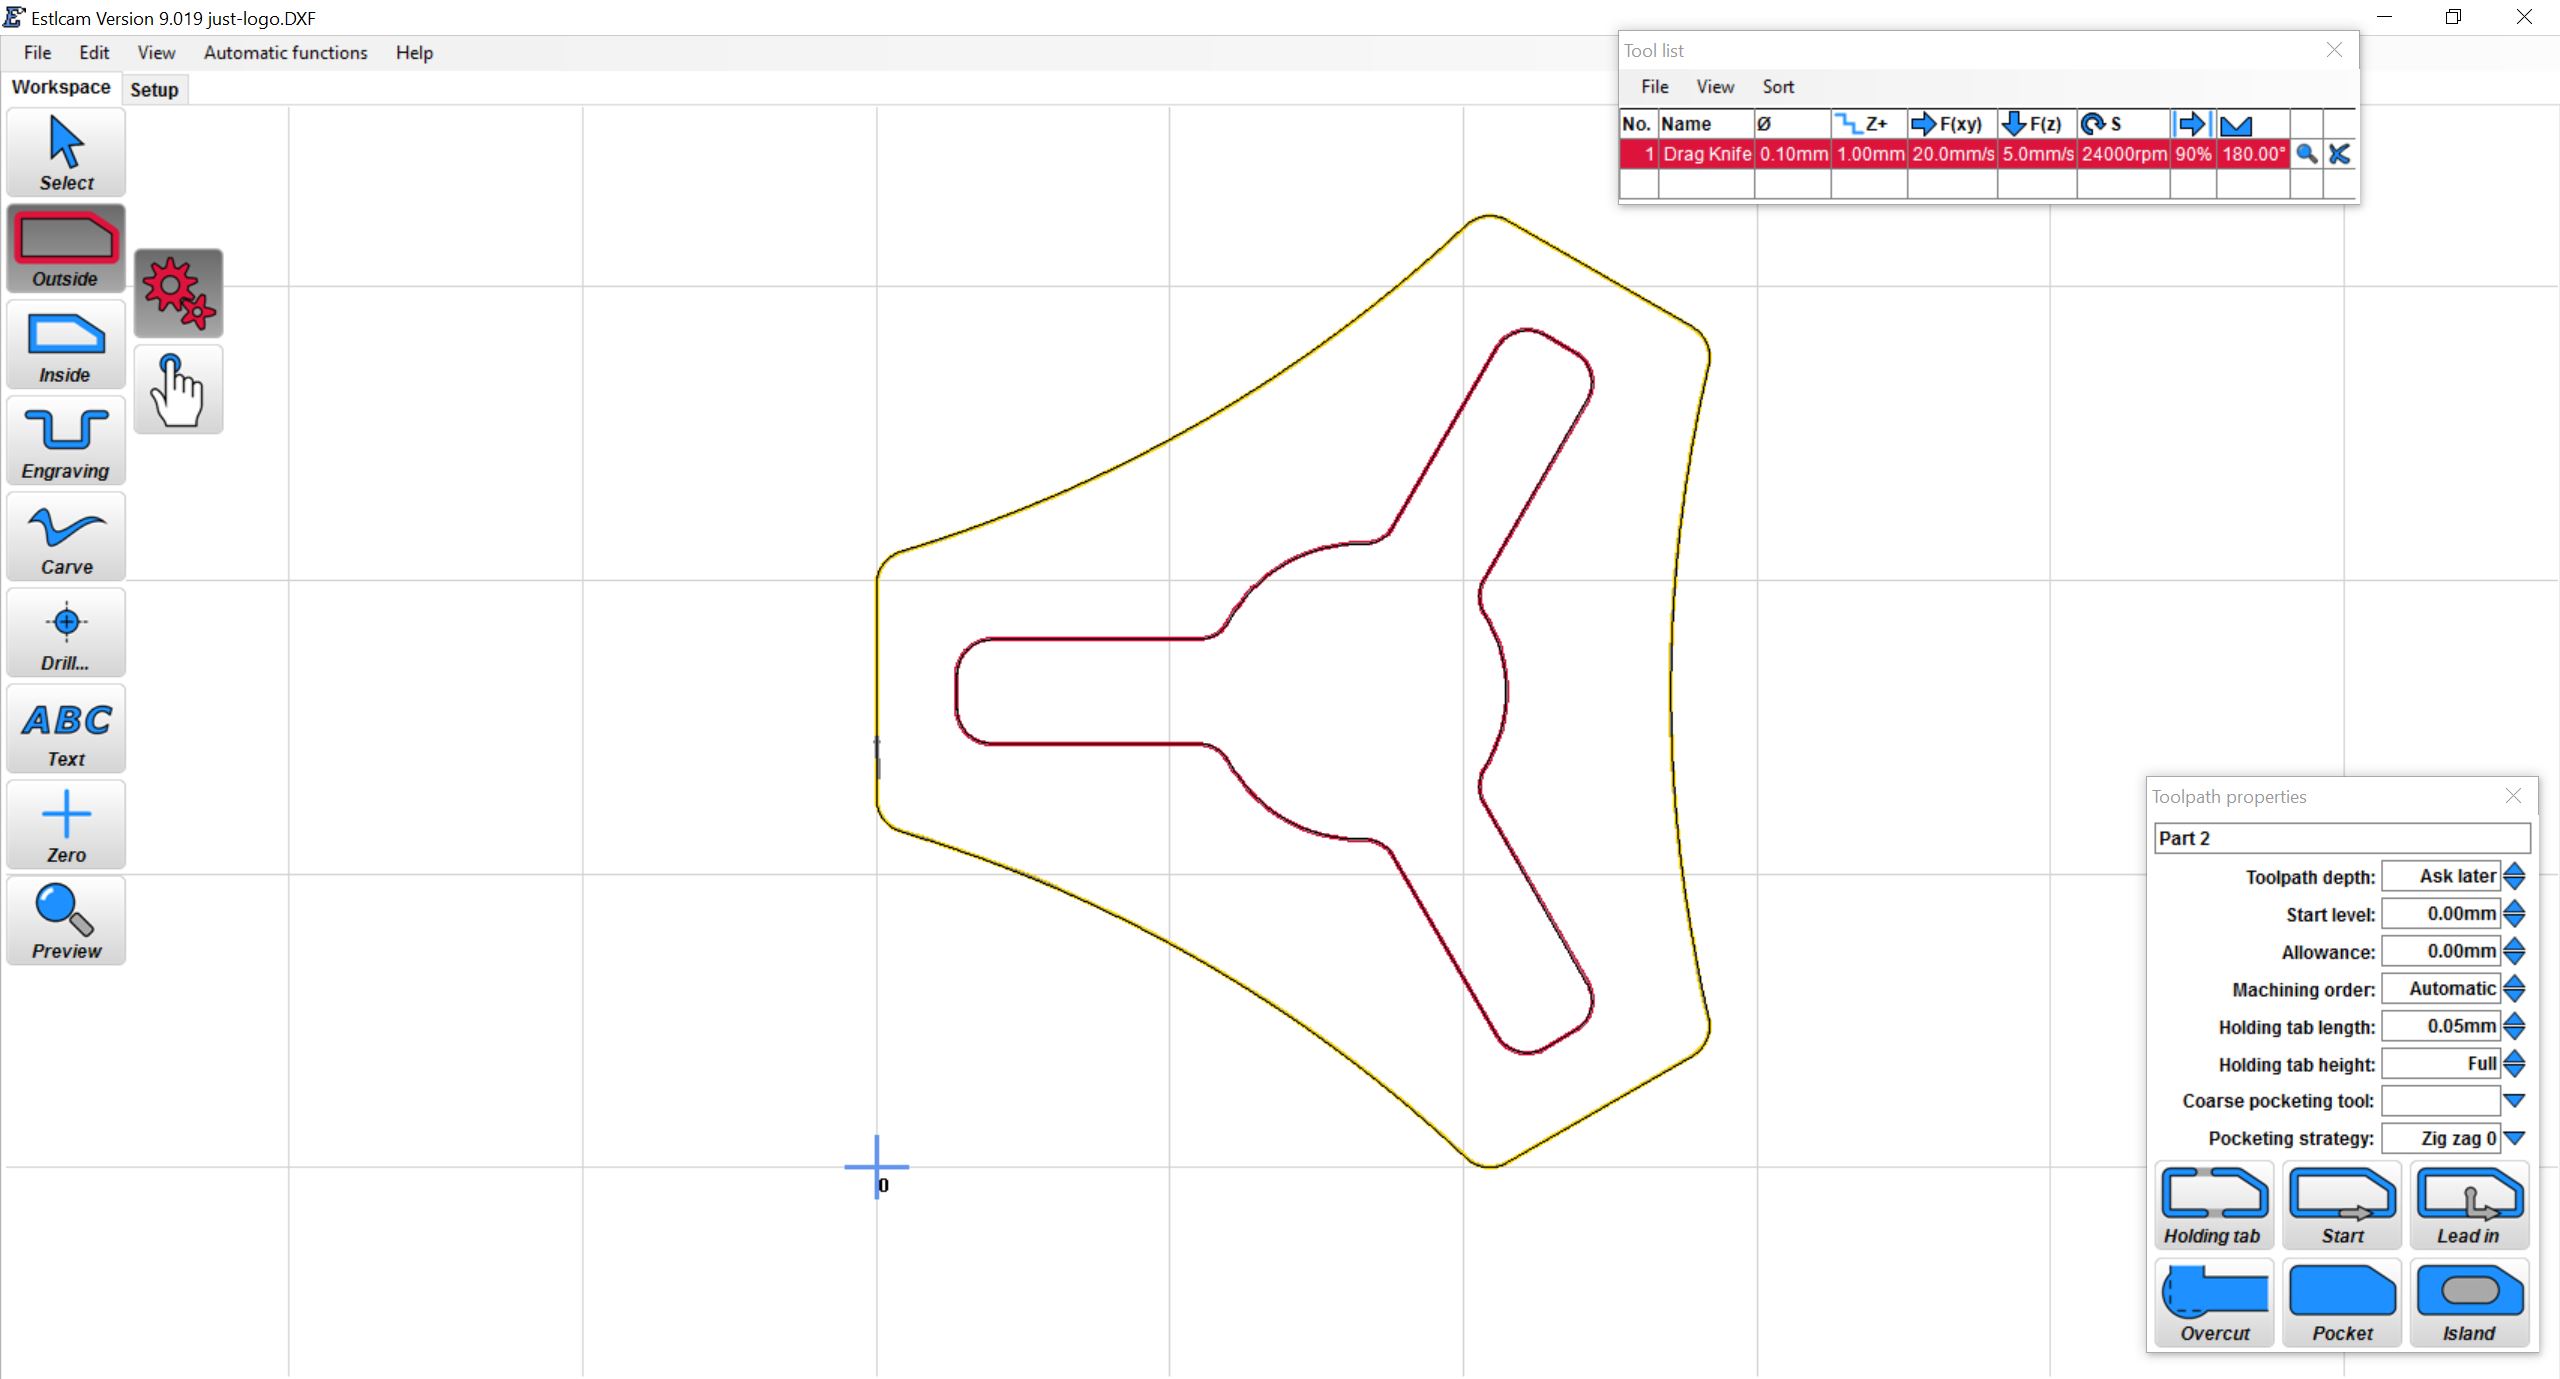 Estlcam Version 9.019 just-logo.DXF
File Edit View Automatic functions Help
Workspace Setup
Select
Outside
Inside
Engraving
Carve
Drill...
ABC
Text
Zero
Preview
0
Tool list
File View Sort
No. Name Ø Z+ F(xy) F(z) S
1 Drag Knife 0.10mm 1.00mm 20.0mm/s 5.0mm/s 24000rpm 90% 180.00°
Toolpath properties
Part 2
Toolpath depth: Ask later
Start level: 0.00mm
Allowance: 0.00mm
Machining order: Automatic
Holding tab length: 0.05mm
Holding tab height: Full
Coarse pocketing tool:
Pocketing strategy: Zig zag 0
Holding tab Start Lead in
Overcut Pocket Island